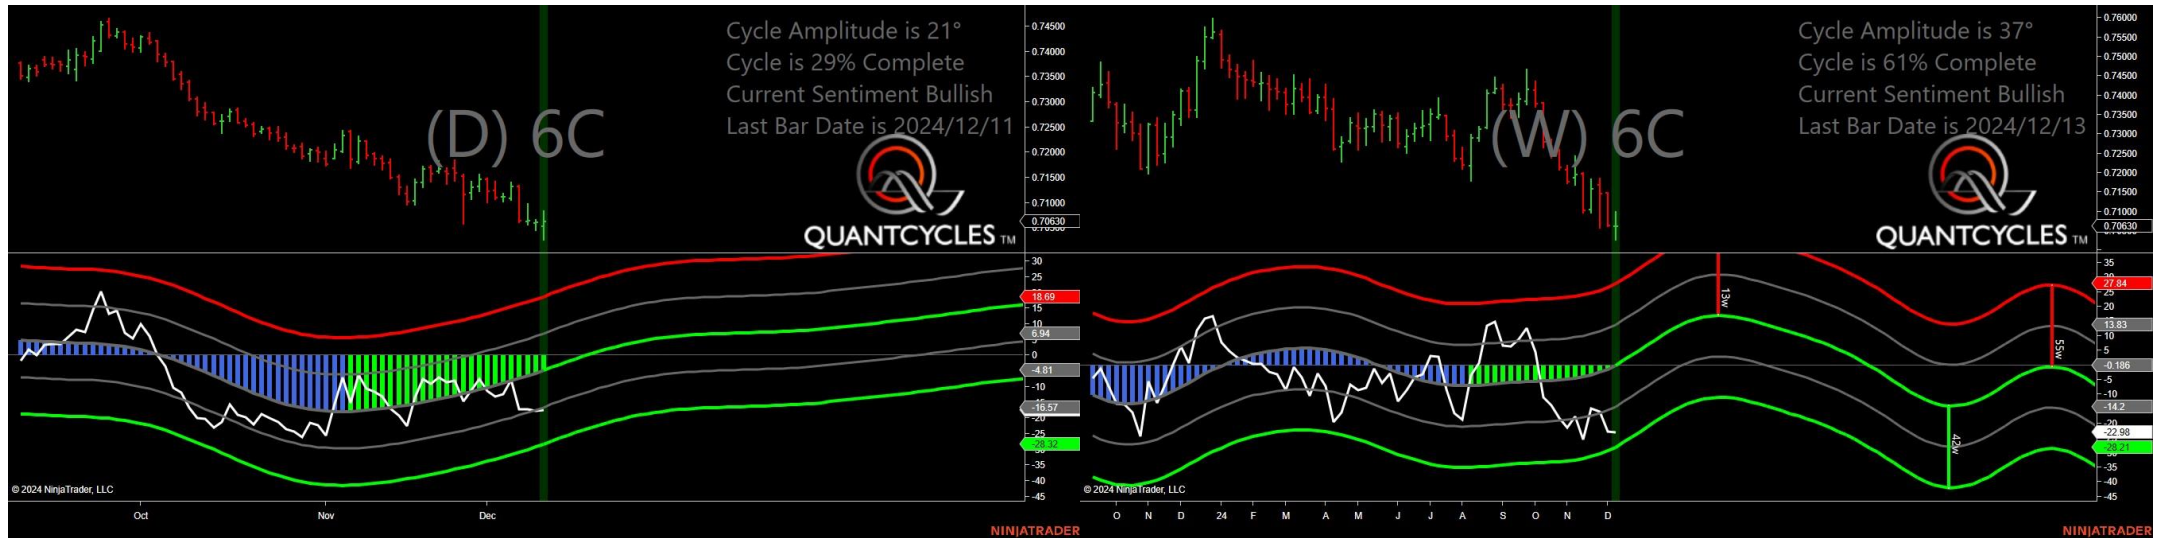 Cycle Amplitude is 21°
Cycle is 29% Complete
Current Sentiment Bullish
Last Bar Date is 2024/12/11
(D) 6C
QUANTCYCLES TM
0.74500
0.74000
0.73500
0.73000
0.72500
0.72000
0.71500
0.71000
0.70630
30
25
18.69
15
10
6.94
0
-4.81
-10
-16.57
-25
-28.32
-35
-40
-45
© 2024 NinjaTrader, LLC
Oct Nov Dec
NINJATRADER
Cycle Amplitude is 37°
Cycle is 61% Complete
Current Sentiment Bullish
Last Bar Date is 2024/12/13
(W) 6C
QUANTCYCLES TM
0.76000
0.75500
0.75000
0.74500
0.74000
0.73500
0.73000
0.72500
0.72000
0.71500
0.71000
0.70630
13w
55w
42w
35
27.84
25
20
13.83
10
5
-0.186
-5
-10
-14.2
-22.98
-28.21
-35
-40
-45
© 2024 NinjaTrader, LLC
O N D 24 F M A M J J A S O N D
NINJATRADER